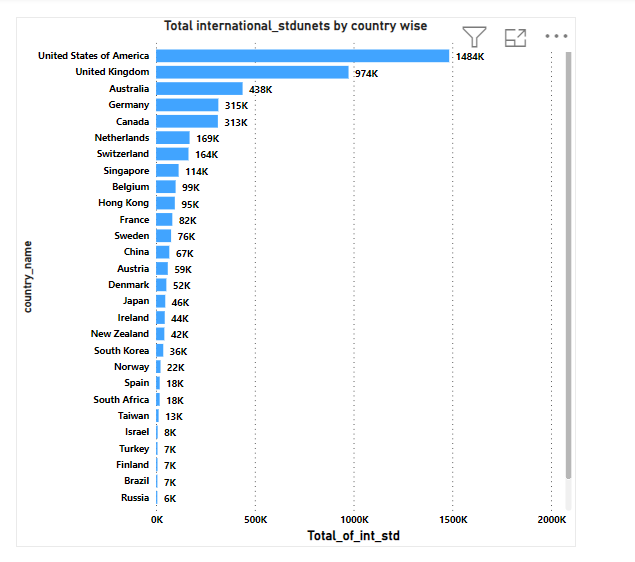 Total international_stdunets by country wise
United States of America 1484K
United Kingdom 974K
Australia 438K
Germany 315K
Canada 313K
Netherlands 169K
Switzerland 164K
Singapore 114K
Belgium 99K
Hong Kong 95K
France 82K
Sweden 76K
China 67K
Austria 59K
Denmark 52K
Japan 46K
Ireland 44K
New Zealand 42K
South Korea 36K
Norway 22K
Spain 18K
South Africa 18K
Taiwan 13K
Israel 8K
Turkey 7K
Finland 7K
Brazil 7K
Russia 6K
country_name
0K 500K 1000K 1500K 2000K
Total_of_int_std